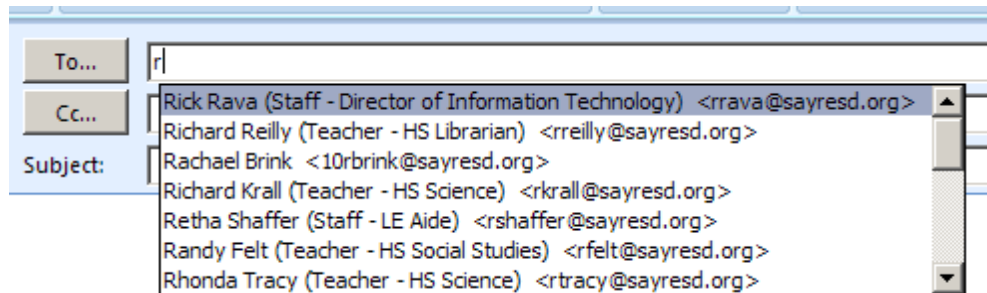 To... r
Rick Rava (Staff - Director of Information Technology) <rrava@sayresd.org>
Cc...
Richard Reilly (Teacher - HS Librarian) <rreilly@sayresd.org>
Subject: Rachael Brink <10rbrink@sayresd.org>
Richard Krall (Teacher - HS Science) <rkrall@sayresd.org>
Retha Shaffer (Staff - LE Aide) <rshaffer@sayresd.org>
Randy Felt (Teacher - HS Social Studies) <rfelt@sayresd.org>
Rhonda Tracy (Teacher - HS Science) <rtracy@sayresd.org>